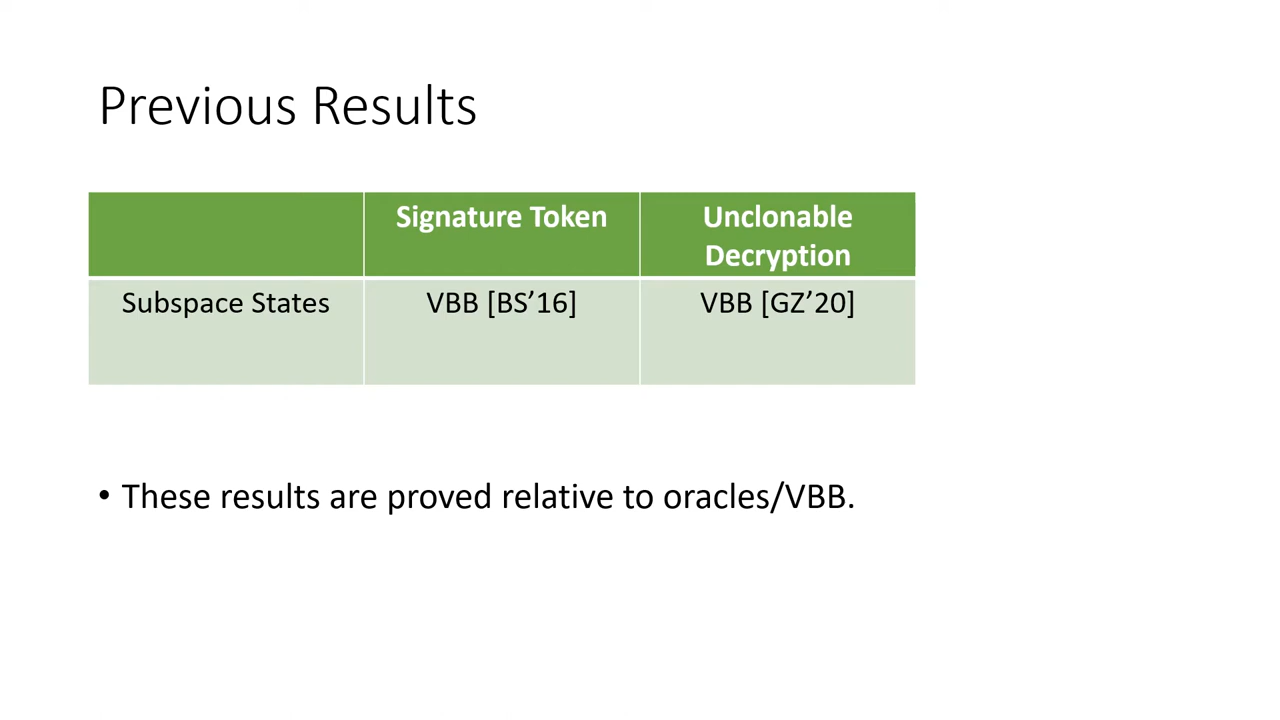 Previous Results
Signature Token
Unclonable
Decryption
Subspace States
VBB [BS’16]
VBB [GZ’20]
• These results are proved relative to oracles/VBB.